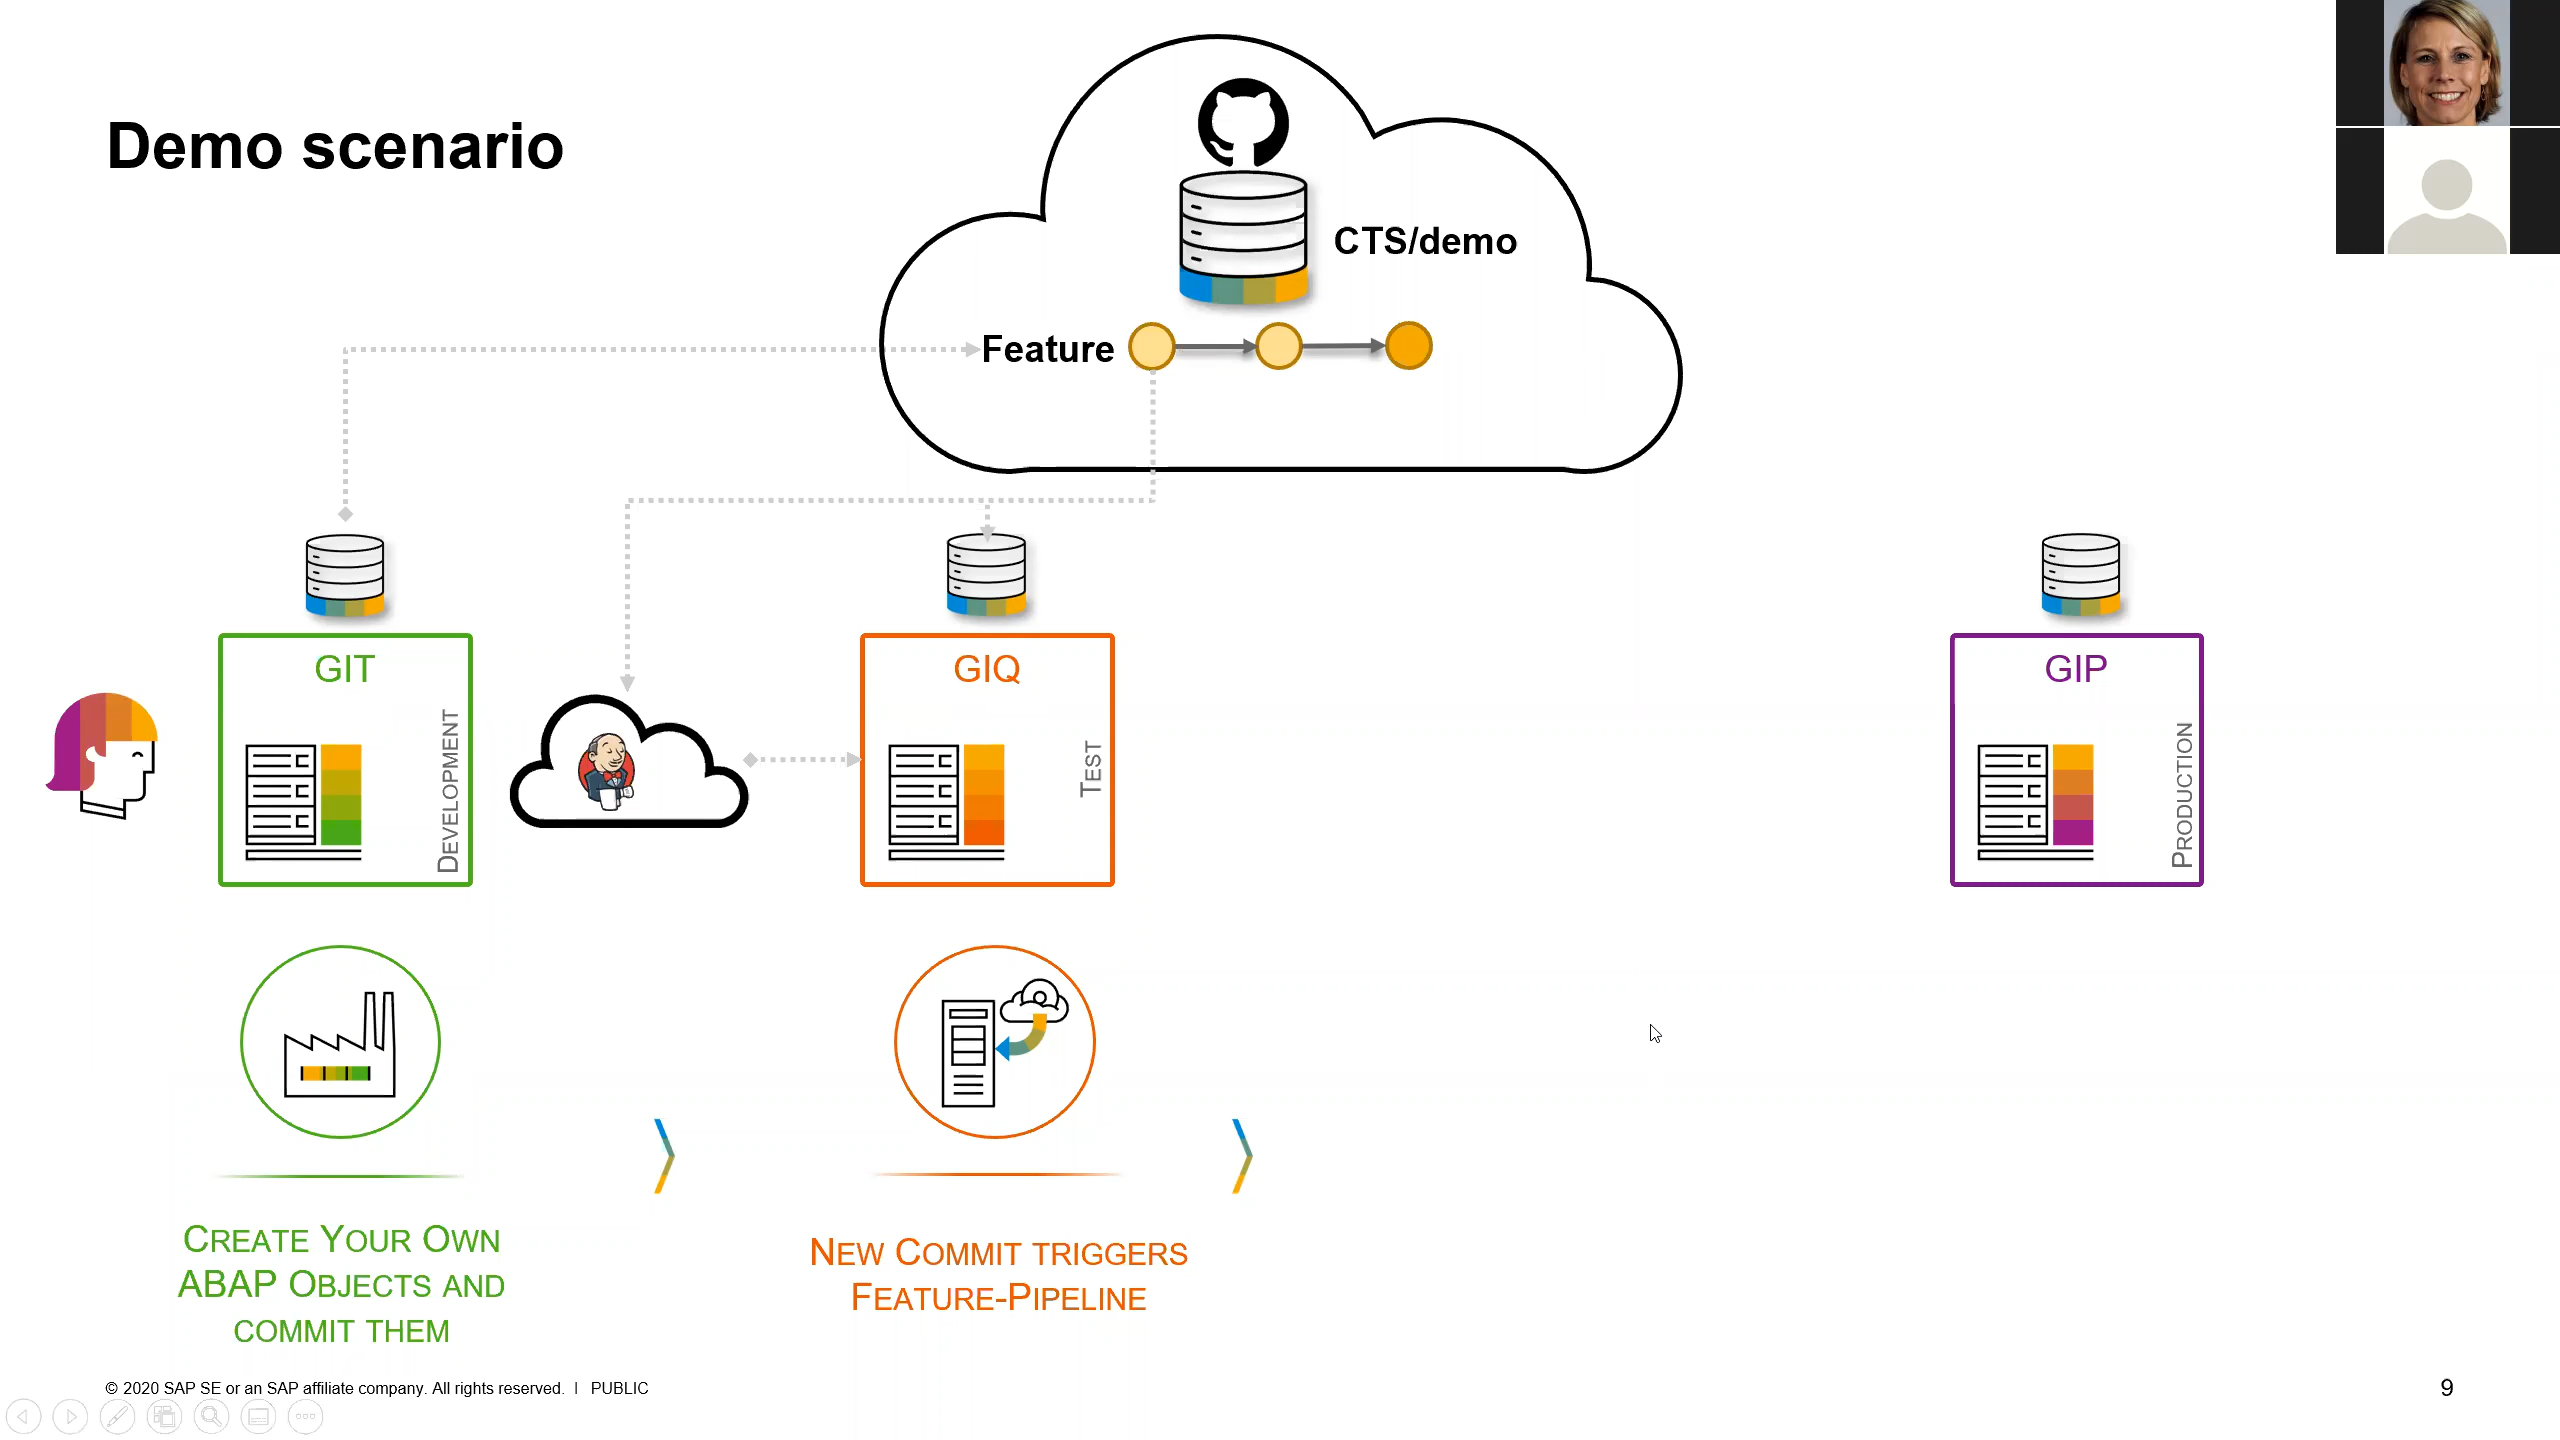 Demo scenario
CTS/demo
Feature
GIT
DEVELOPMENT
GIQ
TEST
GIP
PRODUCTION
CREATE YOUR OWN
ABAP OBJECTS AND
COMMIT THEM
NEW COMMIT TRIGGERS
FEATURE-PIPELINE
© 2020 SAP SE or an SAP affiliate company. All rights reserved. | PUBLIC
9